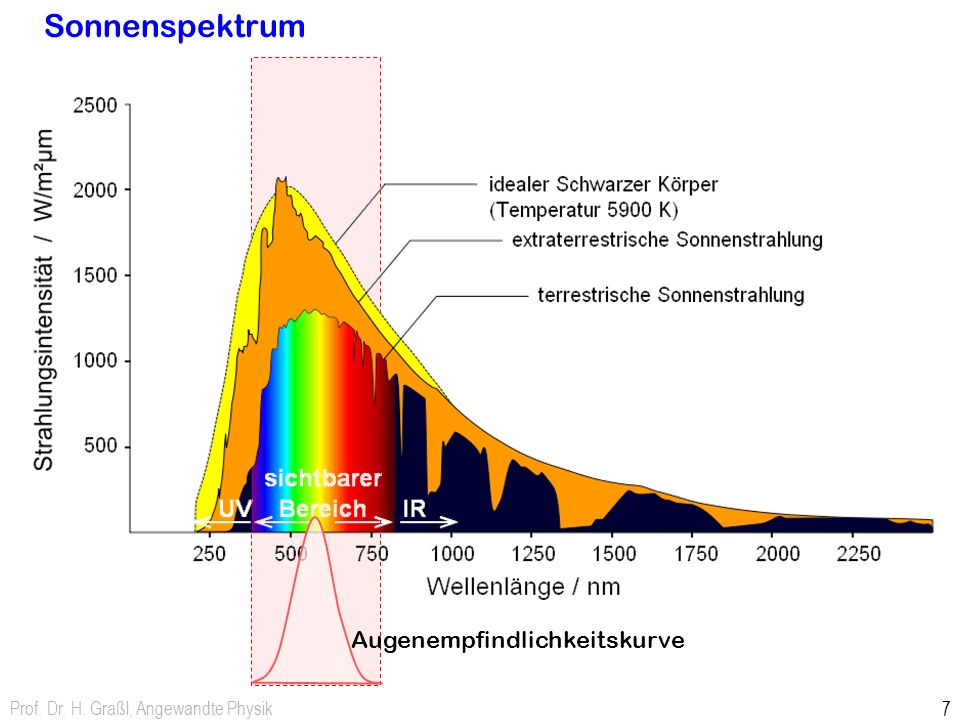 Sonnenspektrum
Strahlungsintensität / W/m²µm
2500
2000
1500
1000
500
idealer Schwarzer Körper
(Temperatur 5900 K)
extraterrestrische Sonnenstrahlung
terrestrische Sonnenstrahlung
sichtbarer
UV Bereich IR
250 500 750 1000 1250 1500 1750 2000 2250
Wellenlänge / nm
Augenempfindlichkeitskurve
Prof. Dr. H. Graßl, Angewandte Physik 7